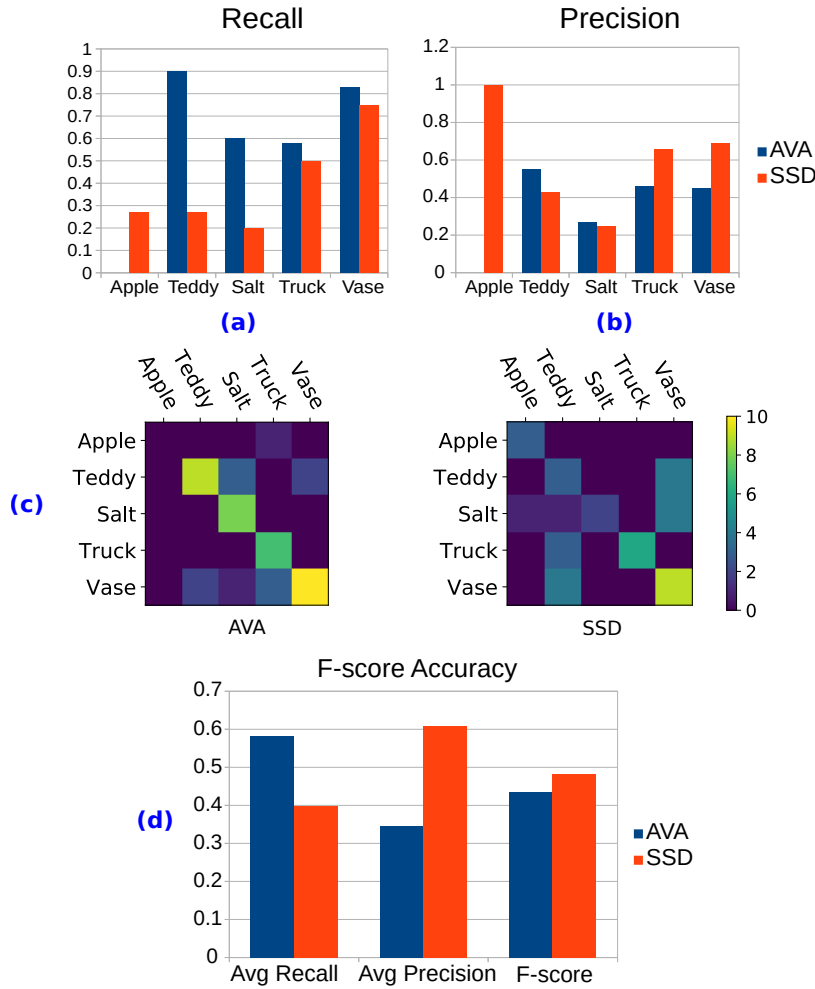 Recall
1
0.9
0.8
0.7
0.6
0.5
0.4
0.3
0.2
0.1
0
Apple Teddy Salt Truck Vase
(a)
Precision
1.2
1
0.8
0.6
0.4
0.2
0
Apple Teddy Salt Truck Vase
(b)
AVA
SSD
(c)
Apple Teddy Salt Truck Vase
Apple
Teddy
Salt
Truck
Vase
AVA
Apple Teddy Salt Truck Vase
Apple
Teddy
Salt
Truck
Vase
SSD
10
8
6
4
2
0
F-score Accuracy
(d)
0.7
0.6
0.5
0.4
0.3
0.2
0.1
0
Avg Recall Avg Precision F-score
AVA
SSD